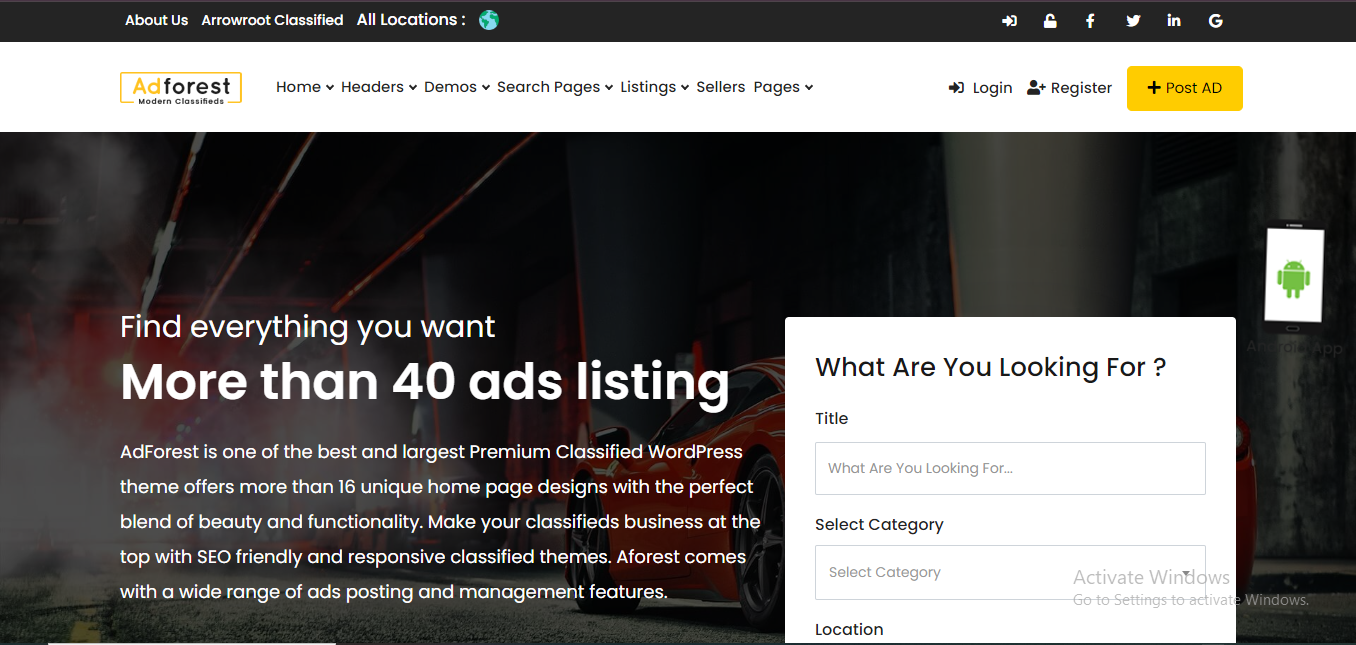 About Us Arrowroot Classified All Locations :
Adforest
Modern Classifieds
Home Headers Demos Search Pages Listings Sellers Pages
Login Register + Post AD
Find everything you want
More than 40 ads listing
AdForest is one of the best and largest Premium Classified WordPress
theme offers more than 16 unique home page designs with the perfect
blend of beauty and functionality. Make your classifieds business at the
top with SEO friendly and responsive classified themes. Aforest comes
with a wide range of ads posting and management features.
What Are You Looking For ?
Title
What Are You Looking For...
Select Category
Select Category
Location
Android App
Activate Windows
Go to Settings to activate Windows.